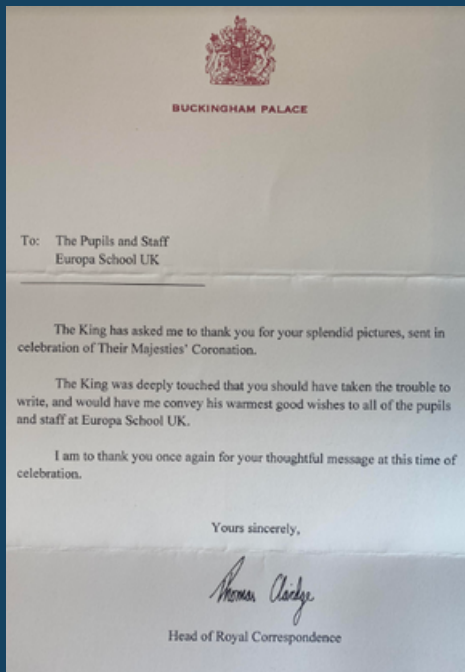 BUCKINGHAM PALACE
To: The Pupils and Staff
Europa School UK
The King has asked me to thank you for your splendid pictures, sent in
celebration of Their Majesties' Coronation.
The King was deeply touched that you should have taken the trouble to
write, and would have me convey his warmest good wishes to all of the pupils
and staff at Europa School UK.
I am to thank you once again for your thoughtful message at this time of
celebration.
Yours sincerely,
Thomas Claridge
Head of Royal Correspondence